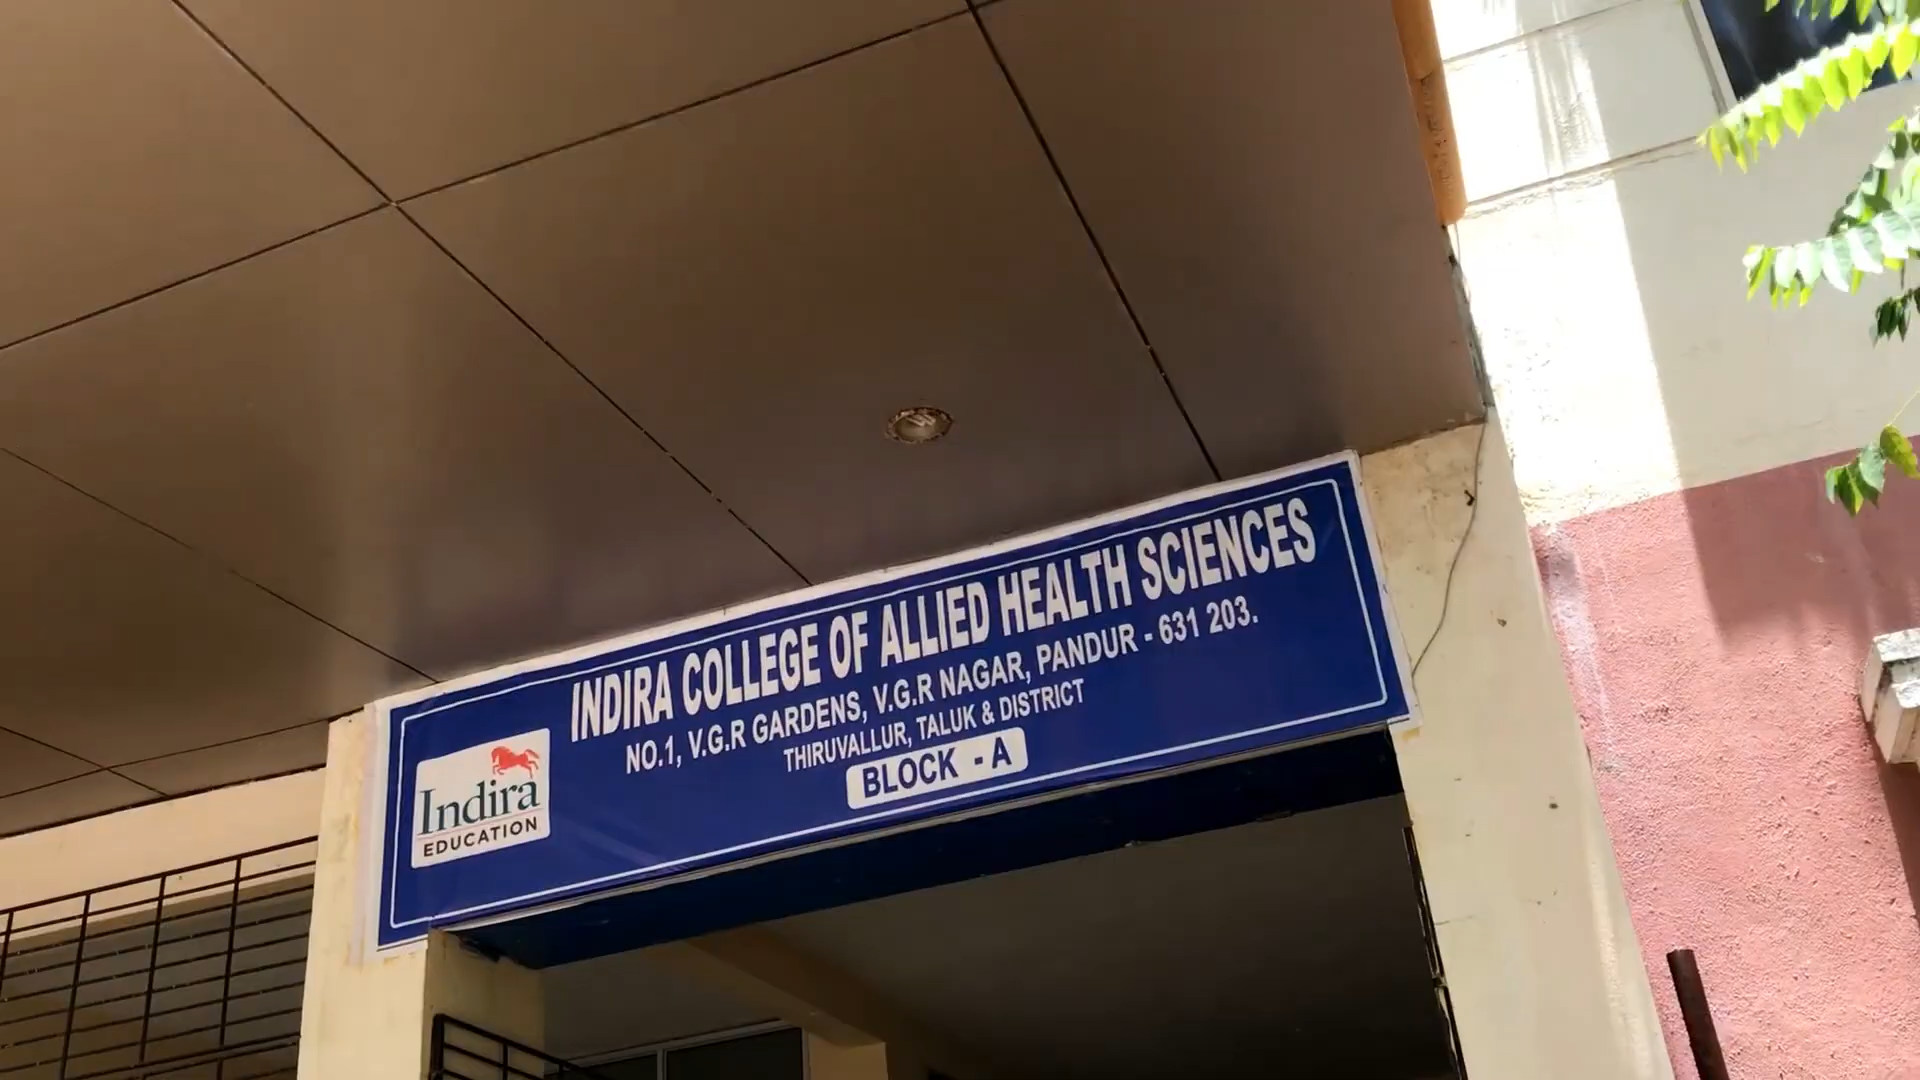 INDIRA COLLEGE OF ALLIED HEALTH SCIENCES
NO.1, V.G.R GARDENS, V.G.R NAGAR, PANDUR - 631 203.
THIRUVALLUR, TALUK & DISTRICT
BLOCK - A
Indira
EDUCATION